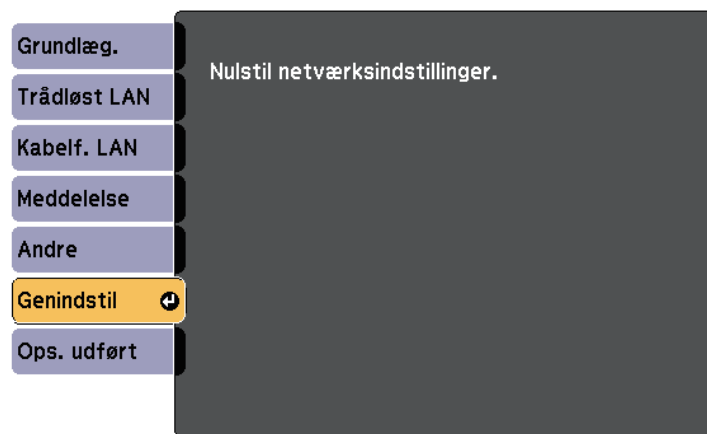 Grundlæg.
Trådløst LAN
Kabelf. LAN
Meddelelse
Andre
Genindstil
Ops. udført
Nulstil netværksindstillinger.